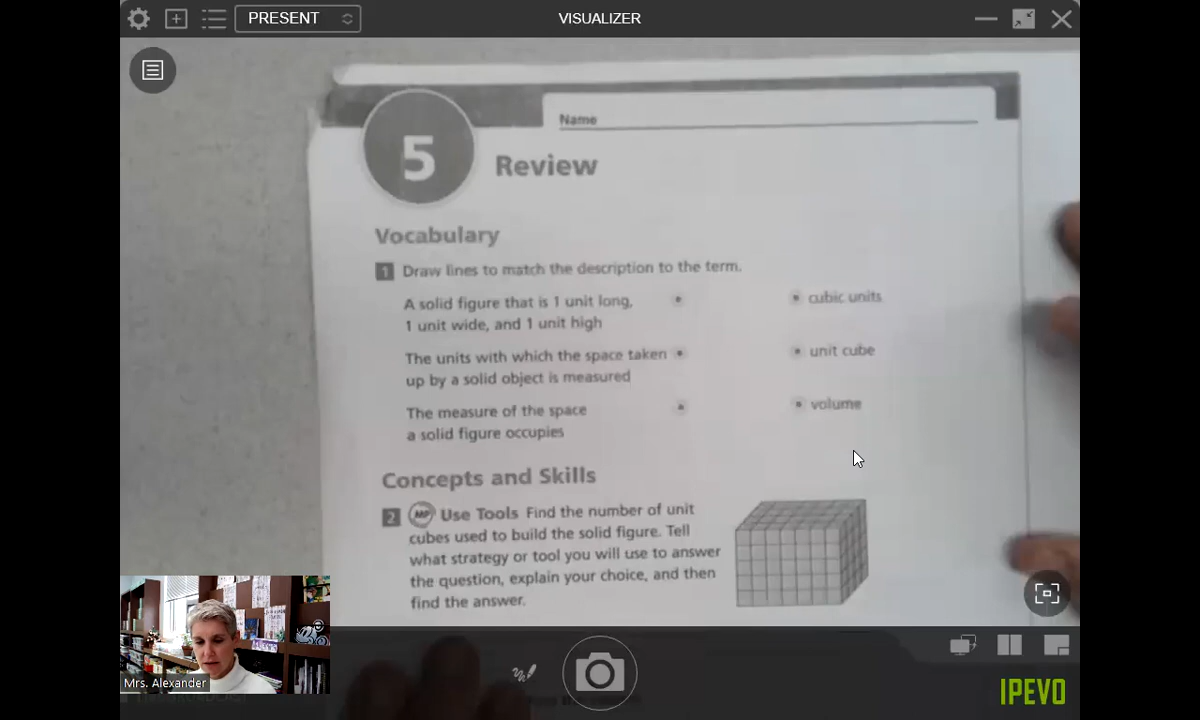 PRESENT
VISUALIZER
Name
5
Review
Vocabulary
1 Draw lines to match the description to the term.
A solid figure that is 1 unit long,
1 unit wide, and 1 unit high
• cubic units
The units with which the space taken
up by a solid object is measured
• unit cube
The measure of the space
a solid figure occupies
• volume
Concepts and Skills
2 MP Use Tools Find the number of unit
cubes used to build the solid figure. Tell
what strategy or tool you will use to answer
the question, explain your choice, and then
find the answer.
Mrs. Alexander
IPEVO